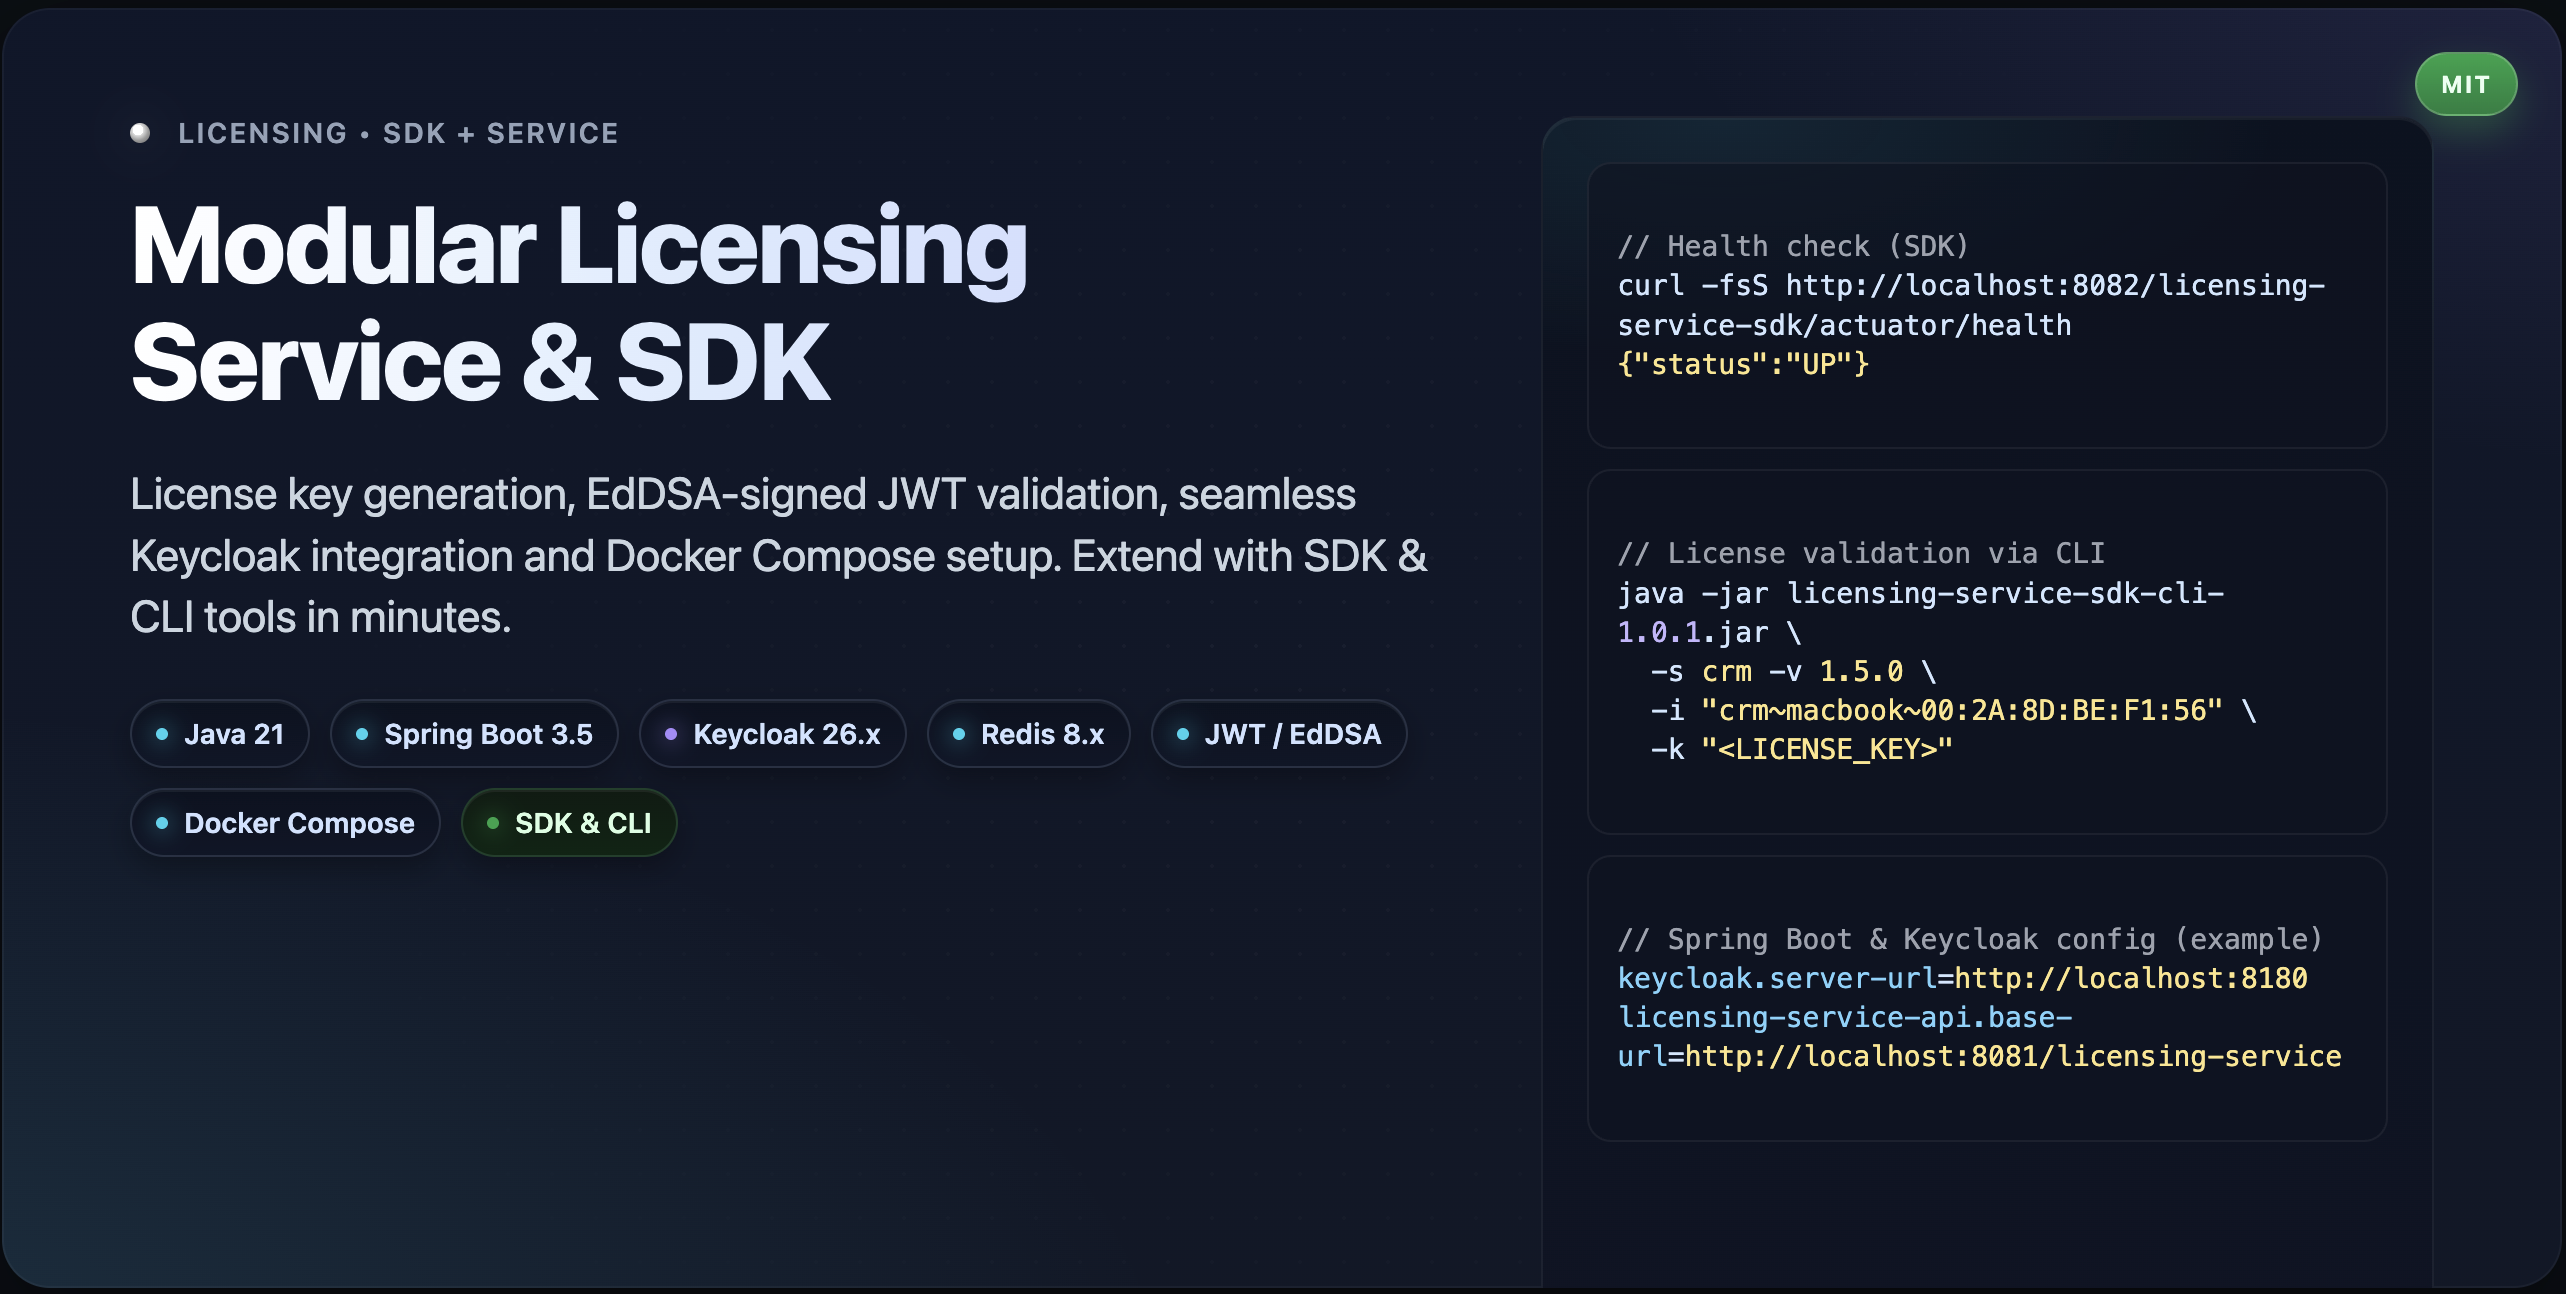 MIT
LICENSING • SDK + SERVICE
Modular Licensing
Service & SDK
License key generation, EdDSA-signed JWT validation, seamless
Keycloak integration and Docker Compose setup. Extend with SDK &
CLI tools in minutes.
Java 21
Spring Boot 3.5
Keycloak 26.x
Redis 8.x
JWT / EdDSA
Docker Compose
SDK & CLI
// Health check (SDK)
curl -fsS http://localhost:8082/licensing-
service-sdk/actuator/health
{"status":"UP"}
// License validation via CLI
java -jar licensing-service-sdk-cli-
1.0.1.jar \
  -s crm -v 1.5.0 \
  -i "crm~macbook~00:2A:8D:BE:F1:56" \
  -k "<LICENSE_KEY>"
// Spring Boot & Keycloak config (example)
keycloak.server-url=http://localhost:8180
licensing-service-api.base-
url=http://localhost:8081/licensing-service